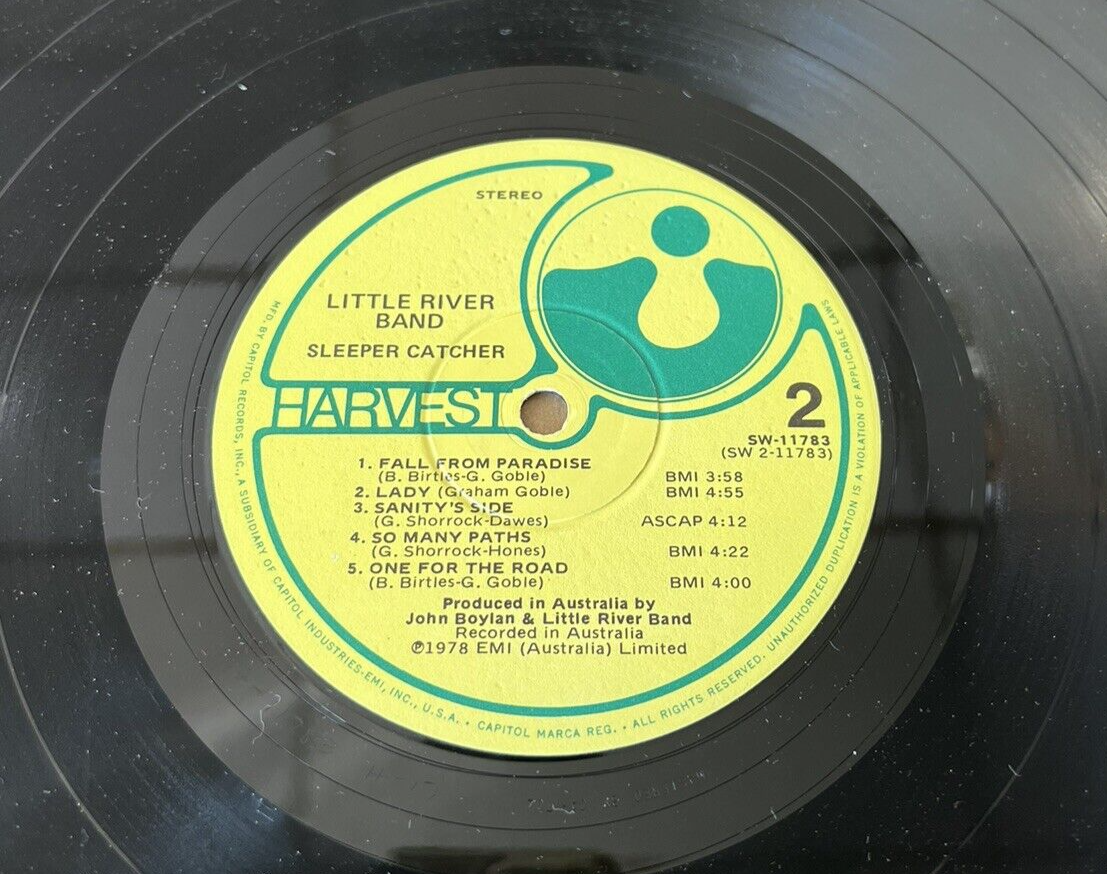 STEREO
LITTLE RIVER
BAND
SLEEPER CATCHER
HARVEST
2
SW-11783
(SW 2-11783)
1. FALL FROM PARADISE
(B. Birtles-G. Goble) BMI 3:58
2. LADY (Graham Goble) BMI 4:55
3. SANITY'S SIDE
(G. Shorrock-Dawes) ASCAP 4:12
4. SO MANY PATHS
(G. Shorrock-Hones) BMI 4:22
5. ONE FOR THE ROAD
(B. Birtles-G. Goble) BMI 4:00
Produced in Australia by
John Boylan & Little River Band
Recorded in Australia
℗1978 EMI (Australia) Limited
MFD. BY CAPITOL RECORDS, INC., A SUBSIDIARY OF CAPITOL INDUSTRIES-EMI, INC., U.S.A. • CAPITOL MARCA REG. • ALL RIGHTS RESERVED. UNAUTHORIZED DUPLICATION IS A VIOLATION OF APPLICABLE LAWS